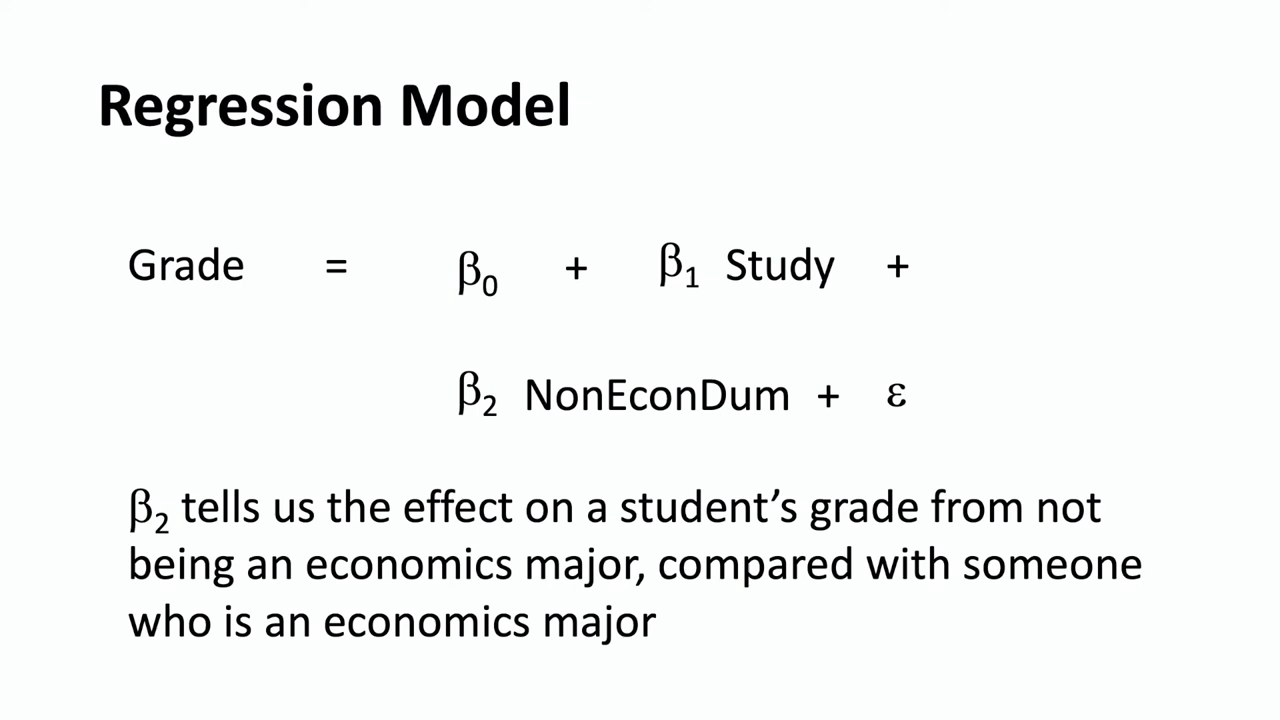 Regression Model
Grade = β₀ + β₁ Study +
β₂ NonEconDum + ε
β₂ tells us the effect on a student’s grade from not
being an economics major, compared with someone
who is an economics major